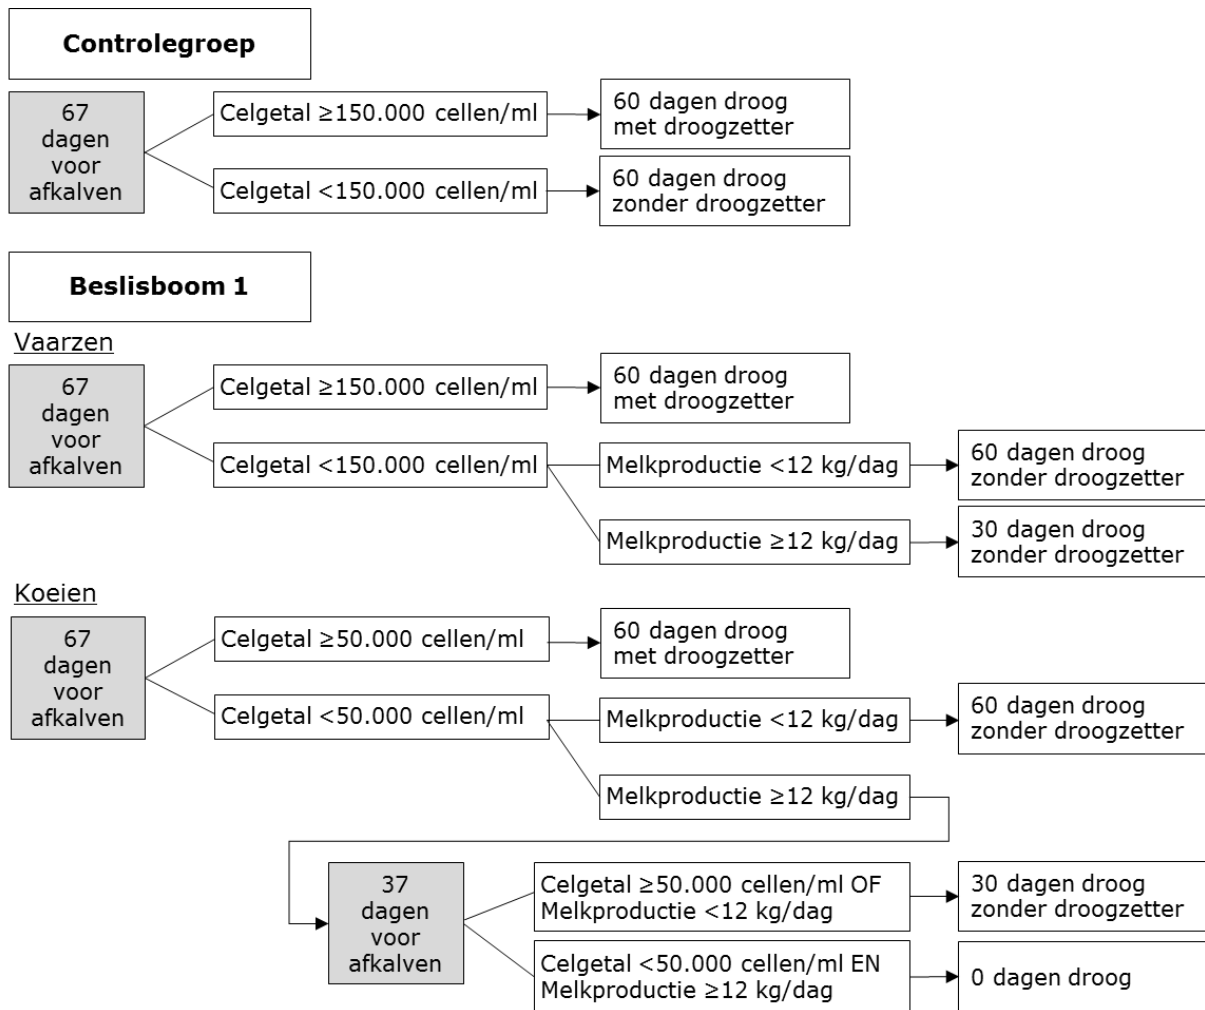 Controlegroep
67
dagen
voor
afkalven
Celgetal ≥150.000 cellen/ml
60 dagen droog
met droogzetter
Celgetal <150.000 cellen/ml
60 dagen droog
zonder droogzetter
Beslisboom 1
Vaarzen
67
dagen
voor
afkalven
Celgetal ≥150.000 cellen/ml
60 dagen droog
met droogzetter
Celgetal <150.000 cellen/ml
Melkproductie <12 kg/dag
60 dagen droog
zonder droogzetter
Melkproductie ≥12 kg/dag
30 dagen droog
zonder droogzetter
Koeien
67
dagen
voor
afkalven
Celgetal ≥50.000 cellen/ml
60 dagen droog
met droogzetter
Celgetal <50.000 cellen/ml
Melkproductie <12 kg/dag
60 dagen droog
zonder droogzetter
Melkproductie ≥12 kg/dag
37
dagen
voor
afkalven
Celgetal ≥50.000 cellen/ml OF
Melkproductie <12 kg/dag
30 dagen droog
zonder droogzetter
Celgetal <50.000 cellen/ml EN
Melkproductie ≥12 kg/dag
0 dagen droog